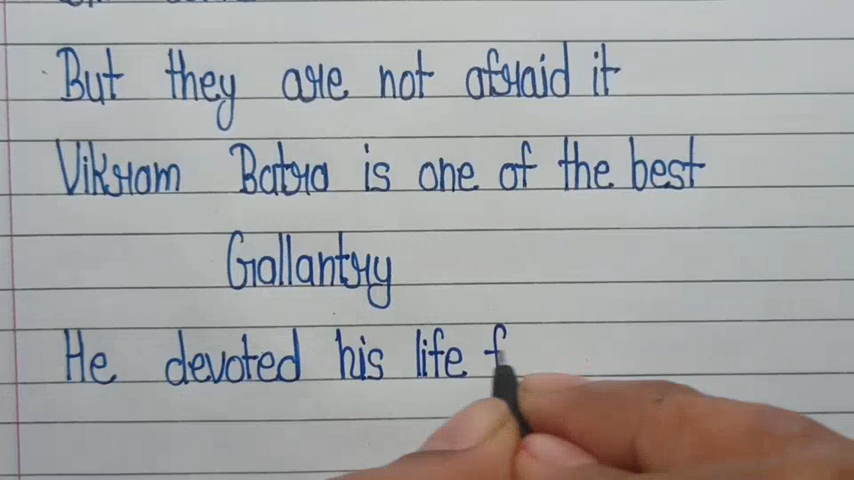 But they are not afraid it
Vikram Batra is one of the best
Gallantry
He devoted his life f